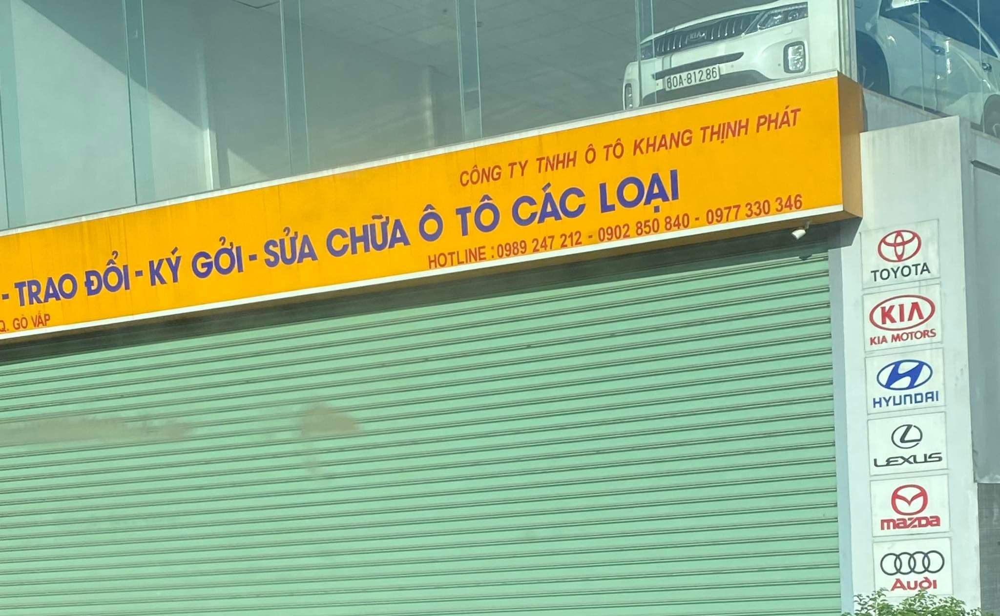 KIA
60A-812.86
CÔNG TY TNHH Ô TÔ KHANG THỊNH PHÁT
- TRAO ĐỔI - KÝ GỞI - SỬA CHỮA Ô TÔ CÁC LOẠI
HOTLINE : 0989 247 212 - 0902 850 840 - 0977 330 346
Q. GÒ VẤP
TOYOTA
KIA
KIA MOTORS
HYUNDAI
LEXUS
mazda
Audi